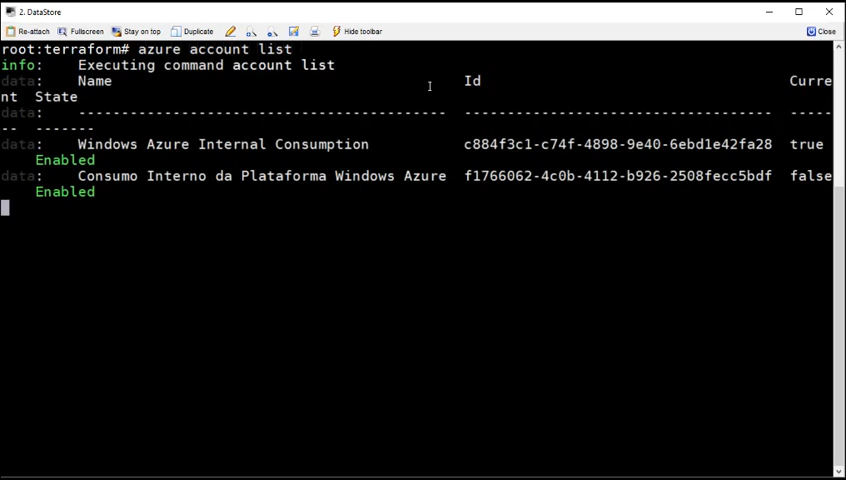 2. DataStore
Re-attach Fullscreen Stay on top Duplicate Hide toolbar Close
root:terraform# azure account list
info:    Executing command account list
data:    Name                                         Id                                    Curre
nt  State
data:    -------------------------------------------  ------------------------------------  -----
--  -------
data:    Windows Azure Internal Consumption           c884f3c1-c74f-4898-9e40-6ebd1e42fa28  true
    Enabled
data:    Consumo Interno da Plataforma Windows Azure  f1766062-4c0b-4112-b926-2508fecc5bdf  false
    Enabled